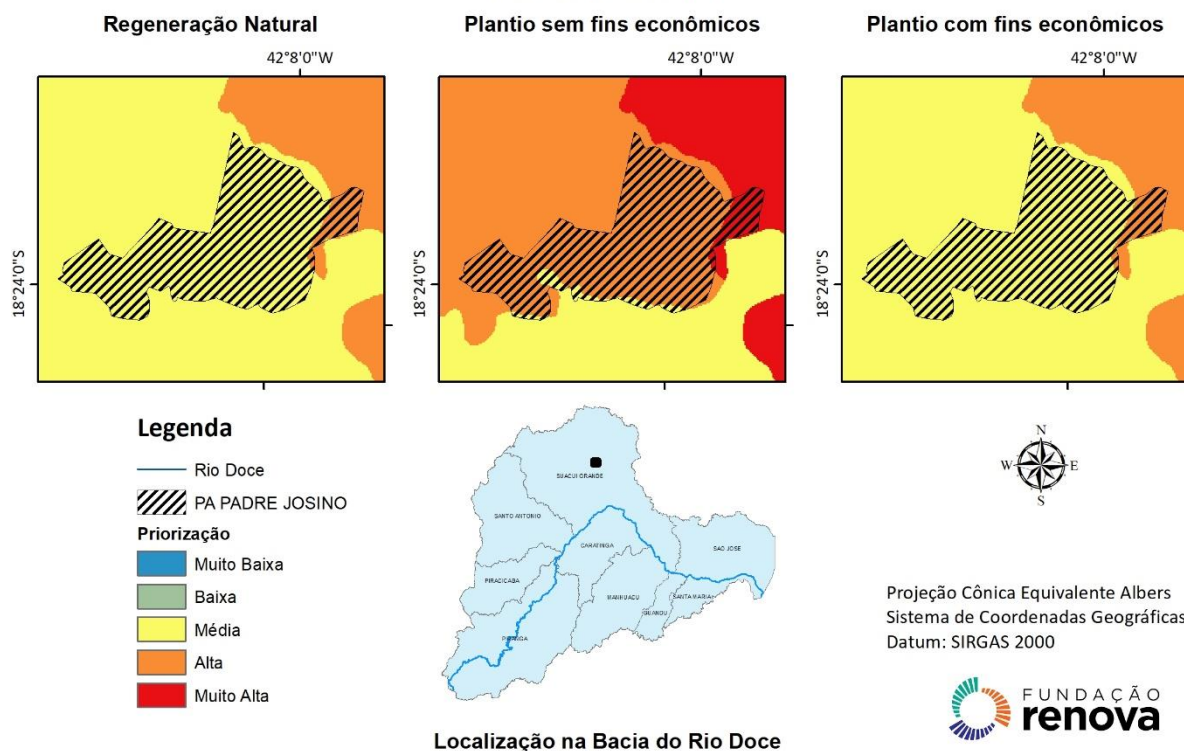 Regeneração Natural
Plantio sem fins econômicos
Plantio com fins econômicos
42°8'0"W
42°8'0"W
42°8'0"W
18°24'0"S
18°24'0"S
18°24'0"S
Legenda
Rio Doce
PA PADRE JOSINO
Priorização
Muito Baixa
Baixa
Média
Alta
Muito Alta
SUACUI GRANDE
SANTO ANTONIO
CARATINGA
SAO JOSE
PIRACICABA
MANHUACU
SANTA MARIA
GUANDU
PIRANGA
Localização na Bacia do Rio Doce
N
W
E
S
Projeção Cônica Equivalente Albers
Sistema de Coordenadas Geográficas
Datum: SIRGAS 2000
FUNDAÇÃO
renova